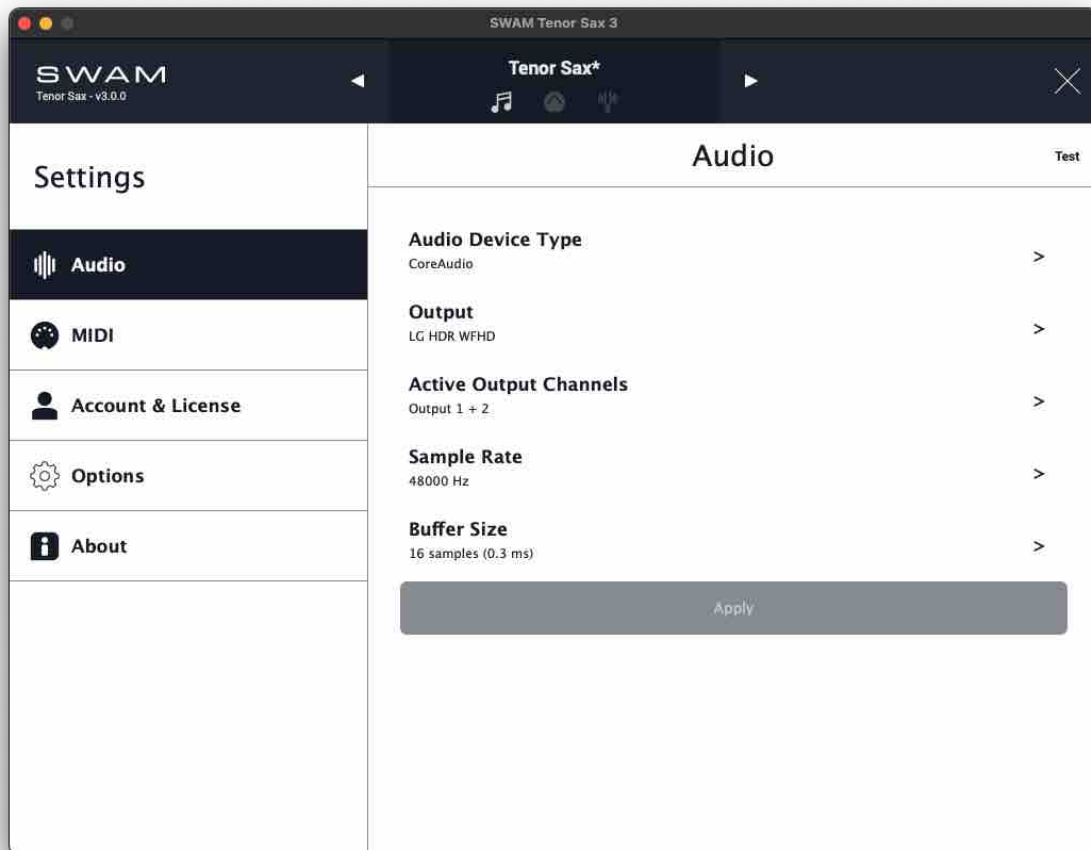 SWAM Tenor Sax 3
SWAM
Tenor Sax - v3.0.0
Tenor Sax*
Settings
Audio
MIDI
Account & License
Options
About
Audio
Test
Audio Device Type
CoreAudio
>
Output
LG HDR WFHD
>
Active Output Channels
Output 1 + 2
>
Sample Rate
48000 Hz
>
Buffer Size
16 samples (0.3 ms)
>
Apply